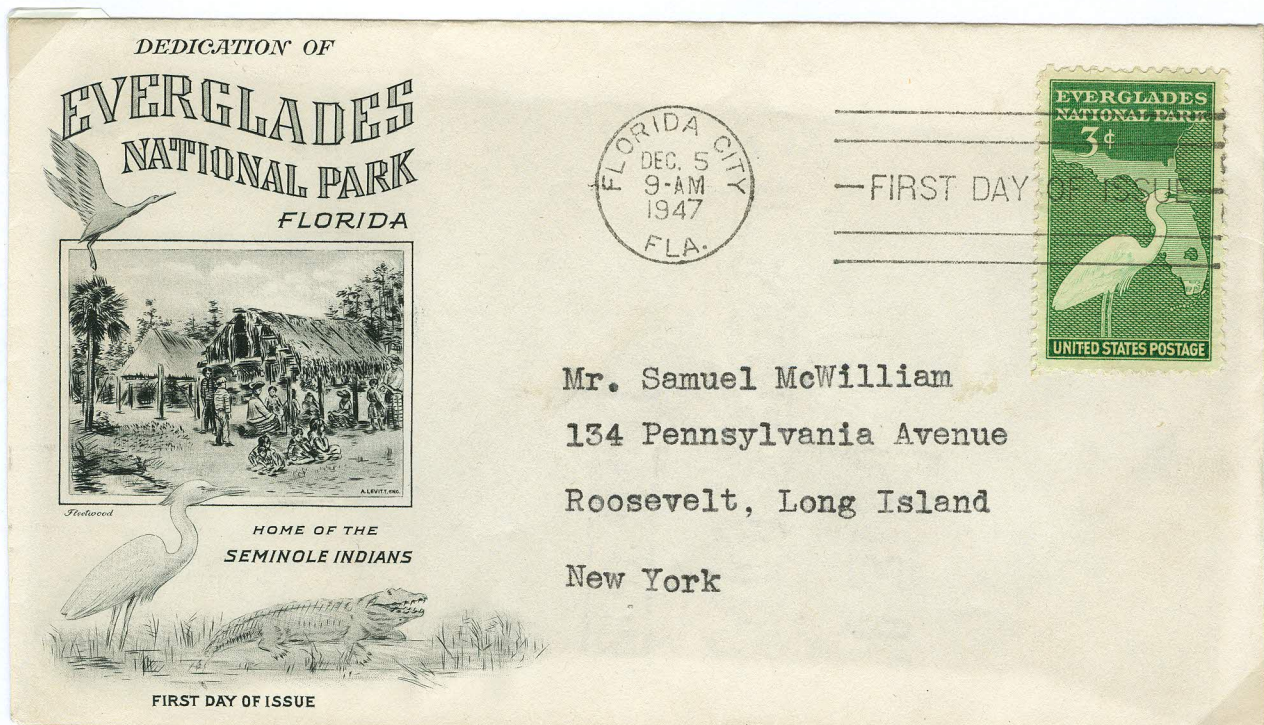 DEDICATION OF
EVERGLADES
NATIONAL PARK
FLORIDA
A. LEVITT, ENG.
Fleetwood
HOME OF THE
SEMINOLE INDIANS
FIRST DAY OF ISSUE
FLORIDA CITY
DEC. 5
9-AM
1947
FLA.
FIRST DAY OF ISSUE
EVERGLADES
NATIONAL PARK
3¢
UNITED STATES POSTAGE
Mr. Samuel McWilliam
134 Pennsylvania Avenue
Roosevelt, Long Island
New York